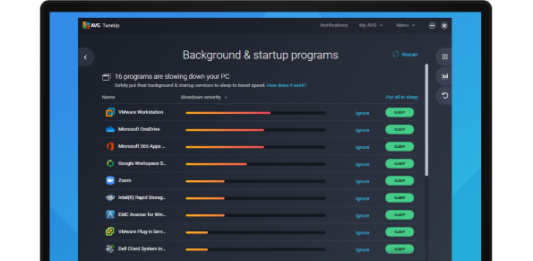 AVG TuneUp
Notifications My AVG Menu
Background & startup programs
Rescan
16 programs are slowing down your PC
Safely put their background & startup services to sleep to boost speed. How does it work?
Name Slowdown severity Put all to sleep
VMware Workstation Ignore SLEEP
Microsoft OneDrive Ignore SLEEP
Microsoft 365 Apps ... Ignore SLEEP
Google Workspace S... Ignore SLEEP
Zoom Ignore SLEEP
Intel(R) Rapid Storag... Ignore SLEEP
EMC Avamar for Win... Ignore SLEEP
VMware Plug-in Serv... Ignore SLEEP
Dell Client System In... Ignore SLEEP